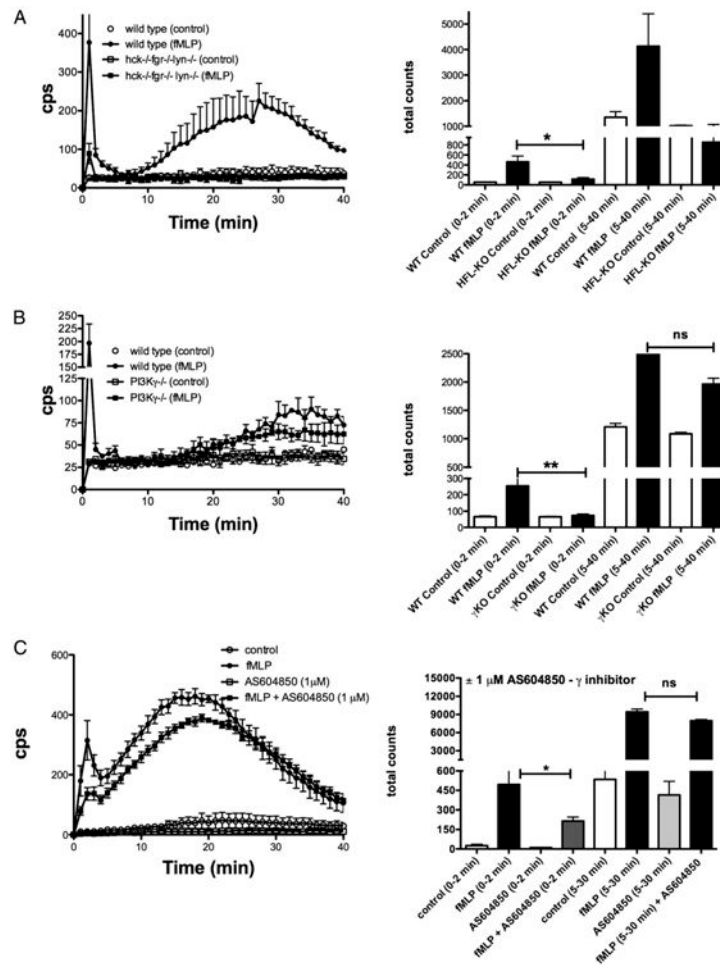 A
wild type (control)
wild type (fMLP)
hck-/-fgr-/-lyn-/- (control)
hck-/-fgr-/- lyn-/- (fMLP)
cps
400
300
200
100
0
0
10
20
30
40
Time (min)
total counts
5000
4000
3000
2000
1000
800
600
400
200
0
*
WT Control (0-2 min)
WT fMLP (0-2 min)
HFL-KO Control (0-2 min)
HFL-KO fMLP (0-2 min)
WT Control (5-40 min)
WT fMLP (5-40 min)
HFL-KO Control (5-40 min)
HFL-KO fMLP (5-40 min)
B
wild type (control)
wild type (fMLP)
PI3Kγ-/- (control)
PI3Kγ-/- (fMLP)
cps
250
225
200
175
150
125
100
75
50
25
0
0
10
20
30
40
Time (min)
total counts
2500
2000
1500
1000
500
300
200
100
0
**
ns
WT Control (0-2 min)
WT fMLP (0-2 min)
γKO Control (0-2 min)
γKO fMLP (0-2 min)
WT Control (5-40 min)
WT fMLP (5-40 min)
γKO Control (5-40 min)
γKO fMLP (5-40 min)
C
control
fMLP
AS604850 (1μM)
fMLP + AS604850 (1 μM)
cps
600
400
200
0
0
10
20
30
40
Time (min)
± 1 μM AS604850 - γ inhibitor
total counts
15000
12000
9000
6000
3000
600
450
300
150
0
*
ns
control (0-2 min)
fMLP (0-2 min)
AS604850 (0-2 min)
fMLP + AS604850 (0-2 min)
control (5-30 min)
fMLP (5-30 min)
AS604850 (5-30 min)
fMLP (5-30 min) + AS604850